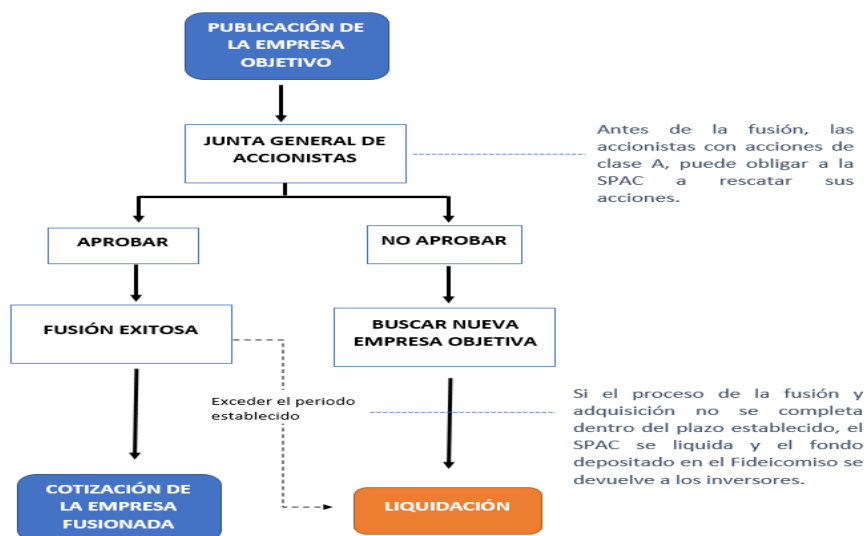 PUBLICACIÓN DE
LA EMPRESA
OBJETIVO
JUNTA GENERAL DE
ACCIONISTAS
Antes de la fusión, las
accionistas con acciones de
clase A, puede obligar a la
SPAC a rescatar sus
acciones.
APROBAR
NO APROBAR
FUSIÓN EXITOSA
BUSCAR NUEVA
EMPRESA OBJETIVA
Exceder el periodo
establecido
Si el proceso de la fusión y
adquisición no se completa
dentro del plazo establecido, el
SPAC se liquida y el fondo
depositado en el Fideicomiso se
devuelve a los inversores.
COTIZACIÓN DE
LA EMPRESA
FUSIONADA
LIQUIDACIÓN